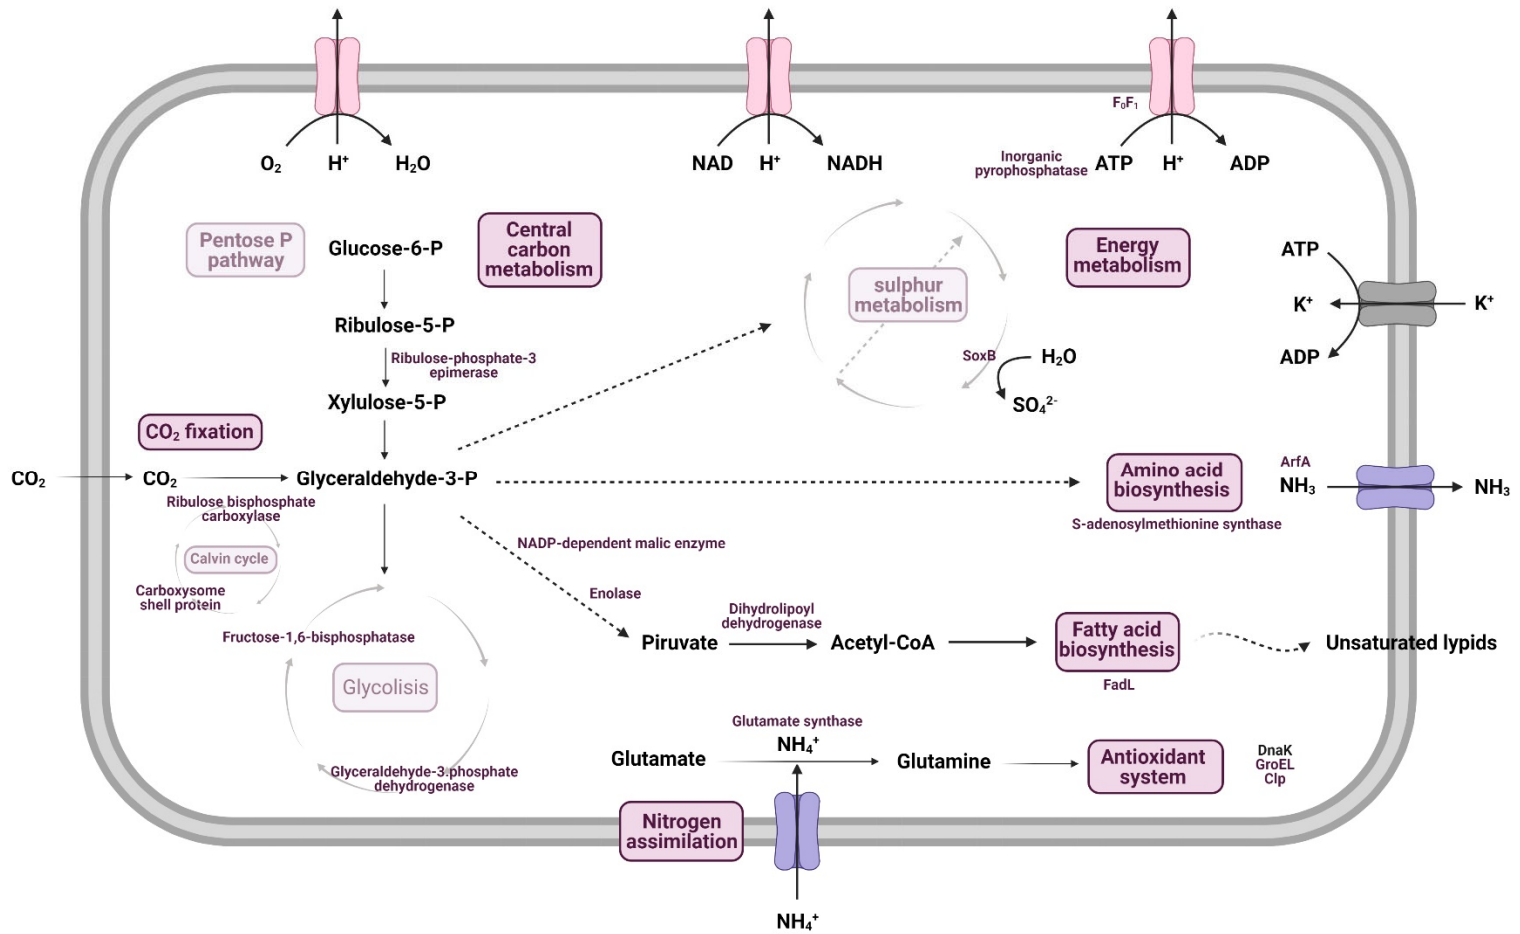 F₀F₁
O₂
H⁺
H₂O
NAD
H⁺
NADH
Inorganic
pyrophosphatase
ATP
H⁺
ADP
Pentose P
pathway
Glucose-6-P
Central
carbon
metabolism
Energy
metabolism
ATP
sulphur
metabolism
K⁺
K⁺
Ribulose-5-P
Ribulose-phosphate-3
epimerase
SoxB
H₂O
ADP
Xylulose-5-P
SO₄²⁻
CO₂ fixation
CO₂
CO₂
Glyceraldehyde-3-P
Amino acid
biosynthesis
ArfA
NH₃
NH₃
Ribulose bisphosphate
carboxylase
S-adenosylmethionine synthase
NADP-dependent malic enzyme
Calvin cycle
Carboxysome
shell protein
Enolase
Dihydrolipoyl
dehydrogenase
Fructose-1,6-bisphosphatase
Piruvate
Acetyl-CoA
Fatty acid
biosynthesis
Unsaturated lypids
FadL
Glycolisis
Glutamate synthase
Glutamate
NH₄⁺
Glutamine
Antioxidant
system
DnaK
GroEL
Clp
Glyceraldehyde-3.phosphate
dehydrogenase
Nitrogen
assimilation
NH₄⁺